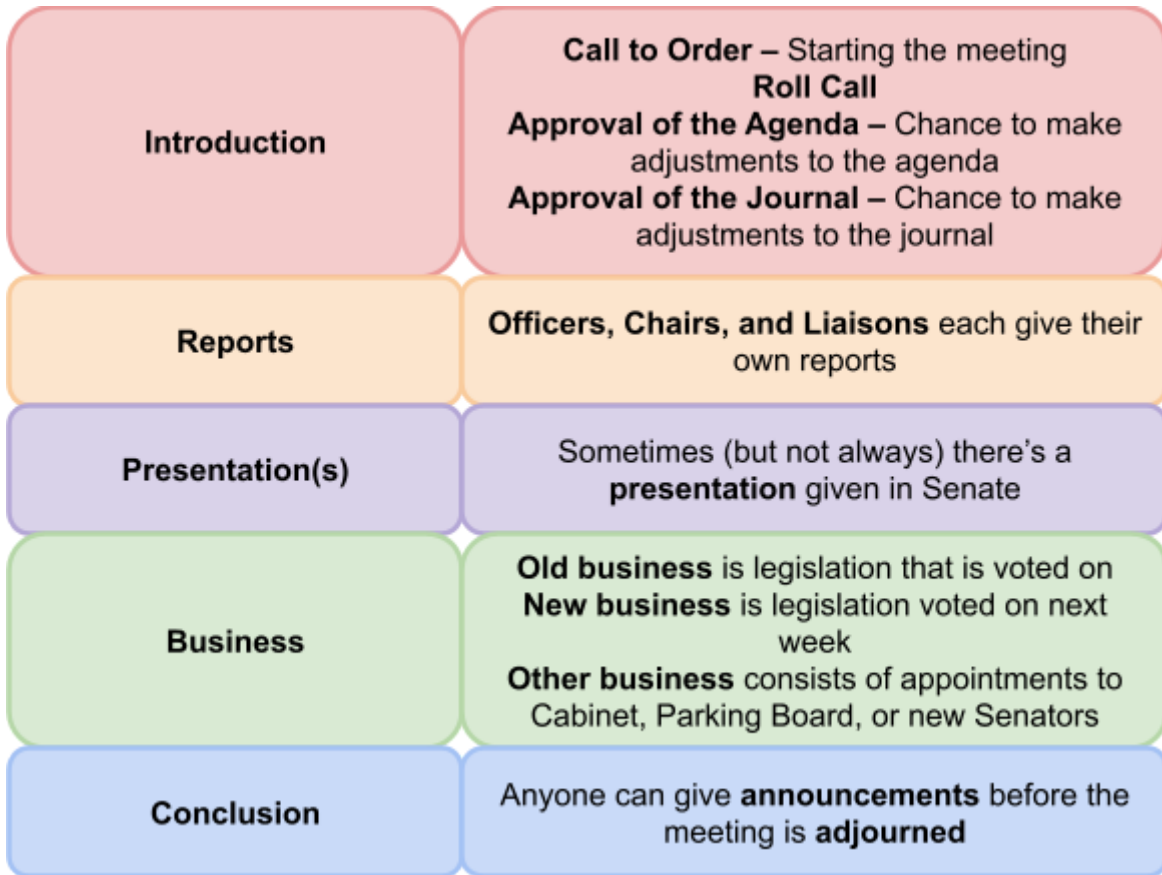 Introduction
Call to Order – Starting the meeting
Roll Call
Approval of the Agenda – Chance to make
adjustments to the agenda
Approval of the Journal – Chance to make
adjustments to the journal
Reports
Officers, Chairs, and Liaisons each give their
own reports
Presentation(s)
Sometimes (but not always) there's a
presentation given in Senate
Business
Old business is legislation that is voted on
New business is legislation voted on next
week
Other business consists of appointments to
Cabinet, Parking Board, or new Senators
Conclusion
Anyone can give announcements before the
meeting is adjourned